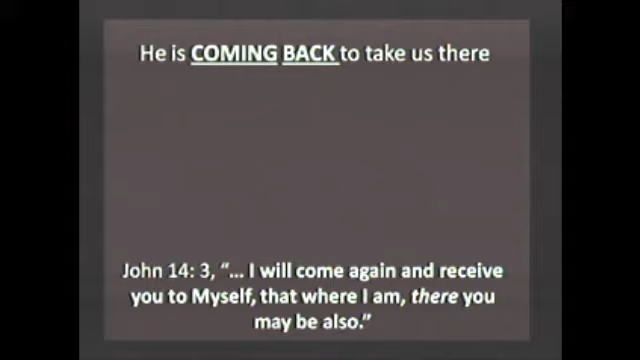 He is COMING BACK to take us there
John 14: 3, “... I will come again and receive
you to Myself, that where I am, there you
may be also.”